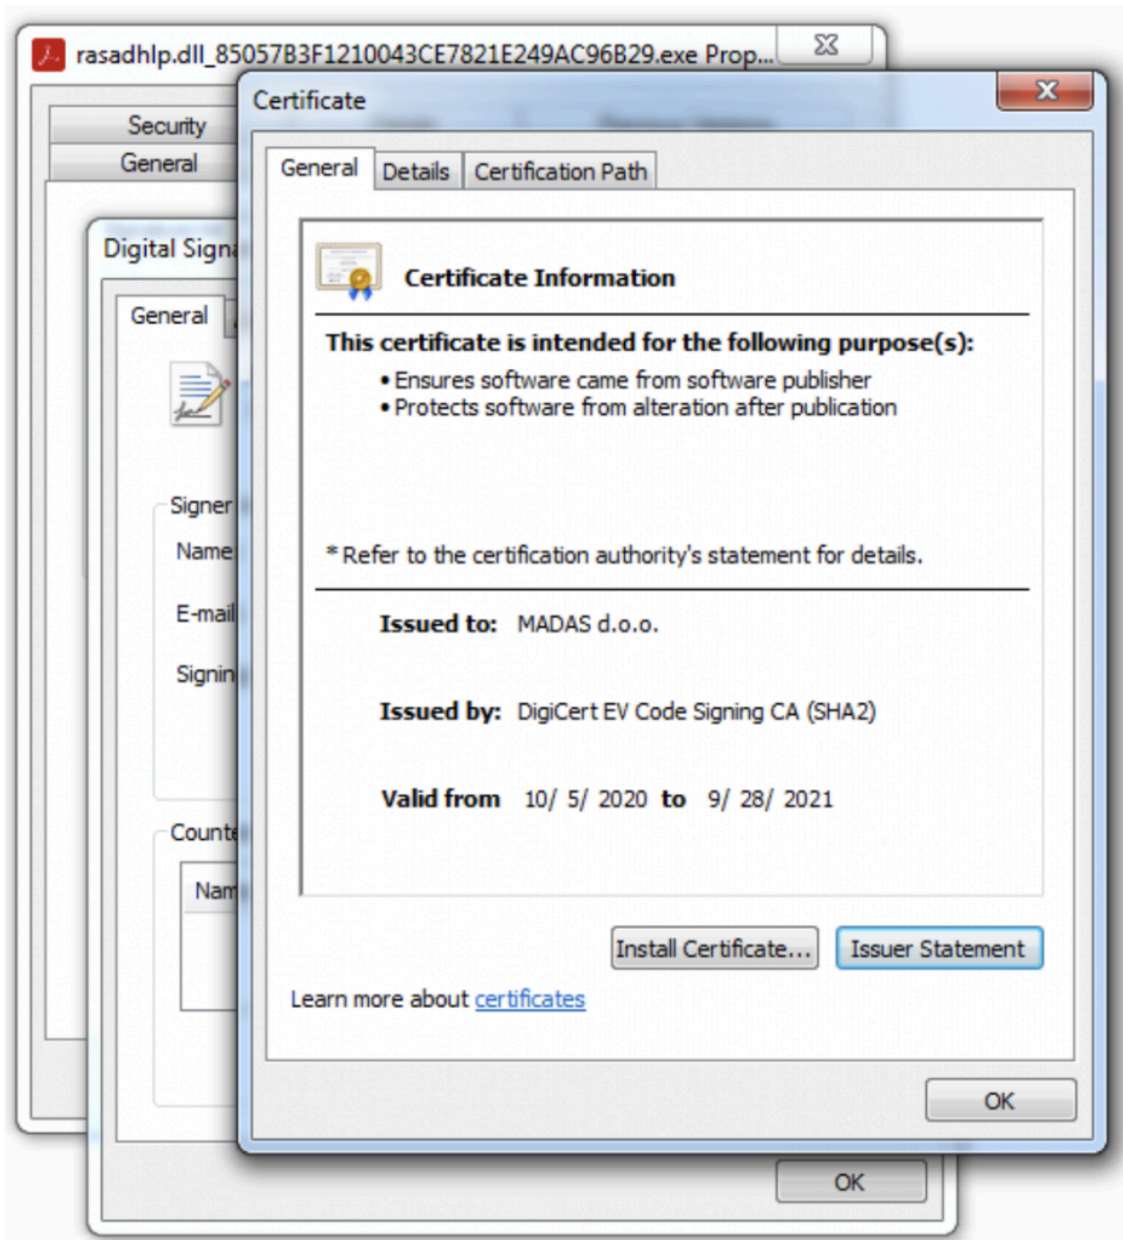 rasadhlp.dll_85057B3F1210043CE7821E249AC96B29.exe Prop...
Security
General
Digital Signa
General
Signer
Name
E-mail
Signin
Counte
Nam
OK
Certificate
General
Details
Certification Path
Certificate Information
This certificate is intended for the following purpose(s):
• Ensures software came from software publisher
• Protects software from alteration after publication
* Refer to the certification authority's statement for details.
Issued to: MADAS d.o.o.
Issued by: DigiCert EV Code Signing CA (SHA2)
Valid from 10/ 5/ 2020 to 9/ 28/ 2021
Install Certificate...
Issuer Statement
Learn more about certificates
OK